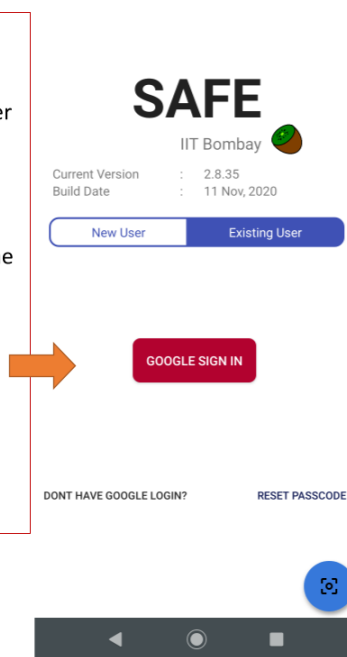 SAFE
IIT Bombay
Current Version : 2.8.35
Build Date : 11 Nov, 2020
New User Existing User
GOOGLE SIGN IN
DONT HAVE GOOGLE LOGIN? RESET PASSCODE